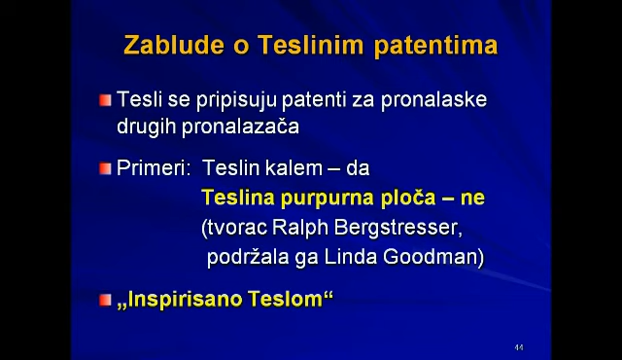 Zablude o Teslinim patentima
Tesli se pripisuju patenti za pronalaske
drugih pronalazača
Primeri: Teslin kalem – da
Teslina purpurna ploča – ne
(tvorac Ralph Bergstresser,
podržala ga Linda Goodman)
„Inspirisano Teslom“
44